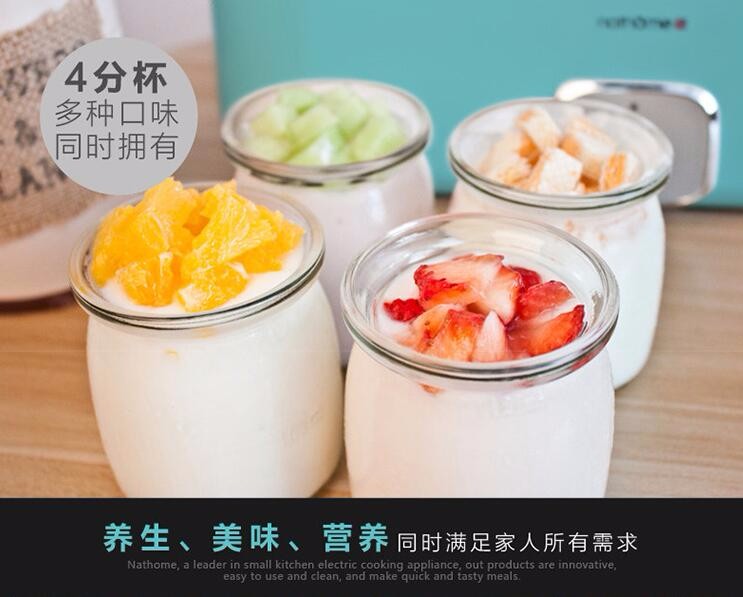 nathome
4分杯
多种口味
同时拥有
养生、美味、营养 同时满足家人所有需求
Nathome, a leader in small kitchen electric cooking appliance, out products are innovative,
easy to use and clean, and make quick and tasty meals.